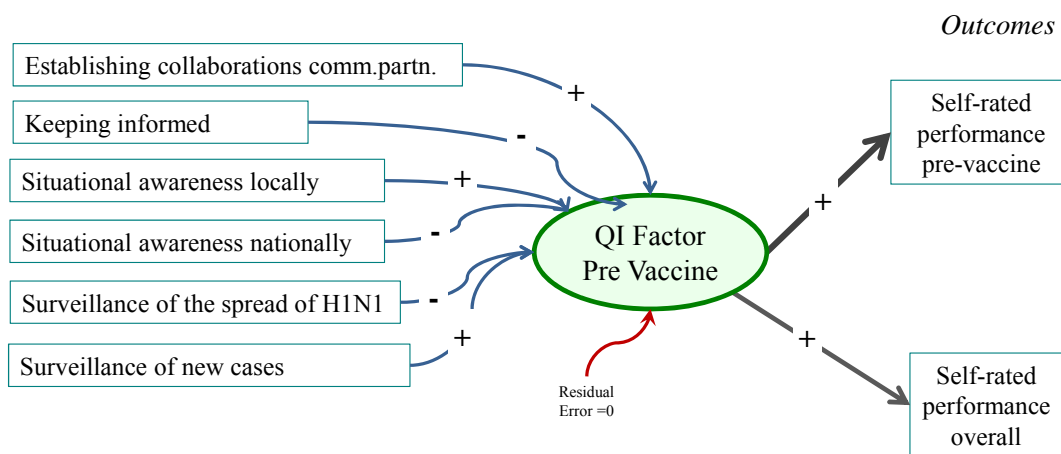 Outcomes
Establishing collaborations comm.partn.
+
Keeping informed
-
Situational awareness locally
+
Situational awareness nationally
-
Surveillance of the spread of H1N1
-
Surveillance of new cases
+
QI Factor
Pre Vaccine
Residual
Error =0
+
Self-rated
performance
pre-vaccine
+
Self-rated
performance
overall